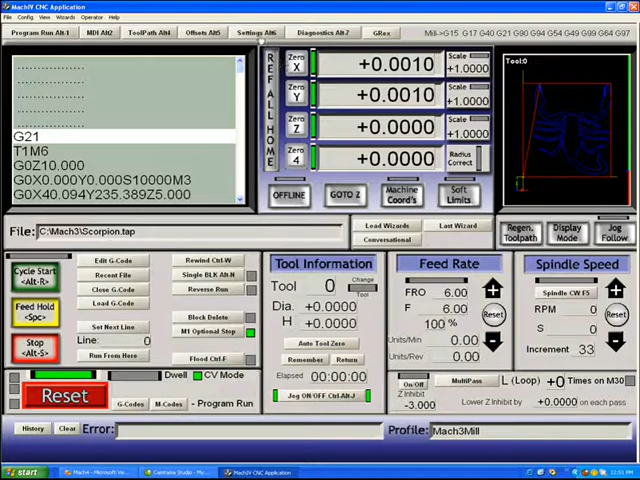 MachIV CNC Application
File Config View Wizards Operator Help
Program Run Alt-1 MDI Alt2 ToolPath Alt4 Offsets Alt5 Settings Alt6 Diagnostics Alt-7 GRex Mill->G15 G17 G40 G21 G90 G94 G54 G49 G99 G64 G97
G21
T1M6
G0Z10.000
G0X0.000Y0.000S10000M3
G0X40.094Y235.389Z5.000
REF ALL HOME
Zero X +0.0010 Scale +1.0000
Zero Y +0.0010 Scale +1.0000
Zero Z +0.0000 Scale +1.0000
Zero 4 +0.0000 Radius Correct
OFFLINE GOTO Z Machine Coord's Soft Limits
Tool:0
File: C:\Mach3\Scorpion.tap
Load Wizards Last Wizard
Conversational
Regen. Toolpath Display Mode Jog Follow
Cycle Start <Alt-R>
Feed Hold <Spc>
Stop <Alt-S>
Edit G-Code
Recent File
Close G-Code
Load G-Code
Set Next Line
Line: 0
Run From Here
Rewind Ctrl-W
Single BLK Alt-N
Reverse Run
Block Delete
M1 Optional Stop
Flood Ctrl-F
Dwell CV Mode
Reset
G-Codes M-Codes - Program Run
Tool Information
Tool 0 Change Tool
Dia. +0.0000
H +0.0000
Auto Tool Zero
Remember Return
Elapsed 00:00:00
Jog ON/OFF Ctrl-Alt-J
Feed Rate
FRO 6.00
F 6.00
100 % Reset
Units/Min 0.00
Units/Rev 0.00
Spindle Speed
Spindle CW F5
RPM 0
S 0 Reset
Increment 33
On/Off MultiPass L (Loop) +0 Times on M30
Z Inhibit
-3.000 Lower Z Inhibit by +0.0000 on each pass
History Clear Error: Profile: Mach3Mill
start Mach4 - Microsoft Vis... Camtasia Studio - My... MachIV CNC Application 12:51 PM